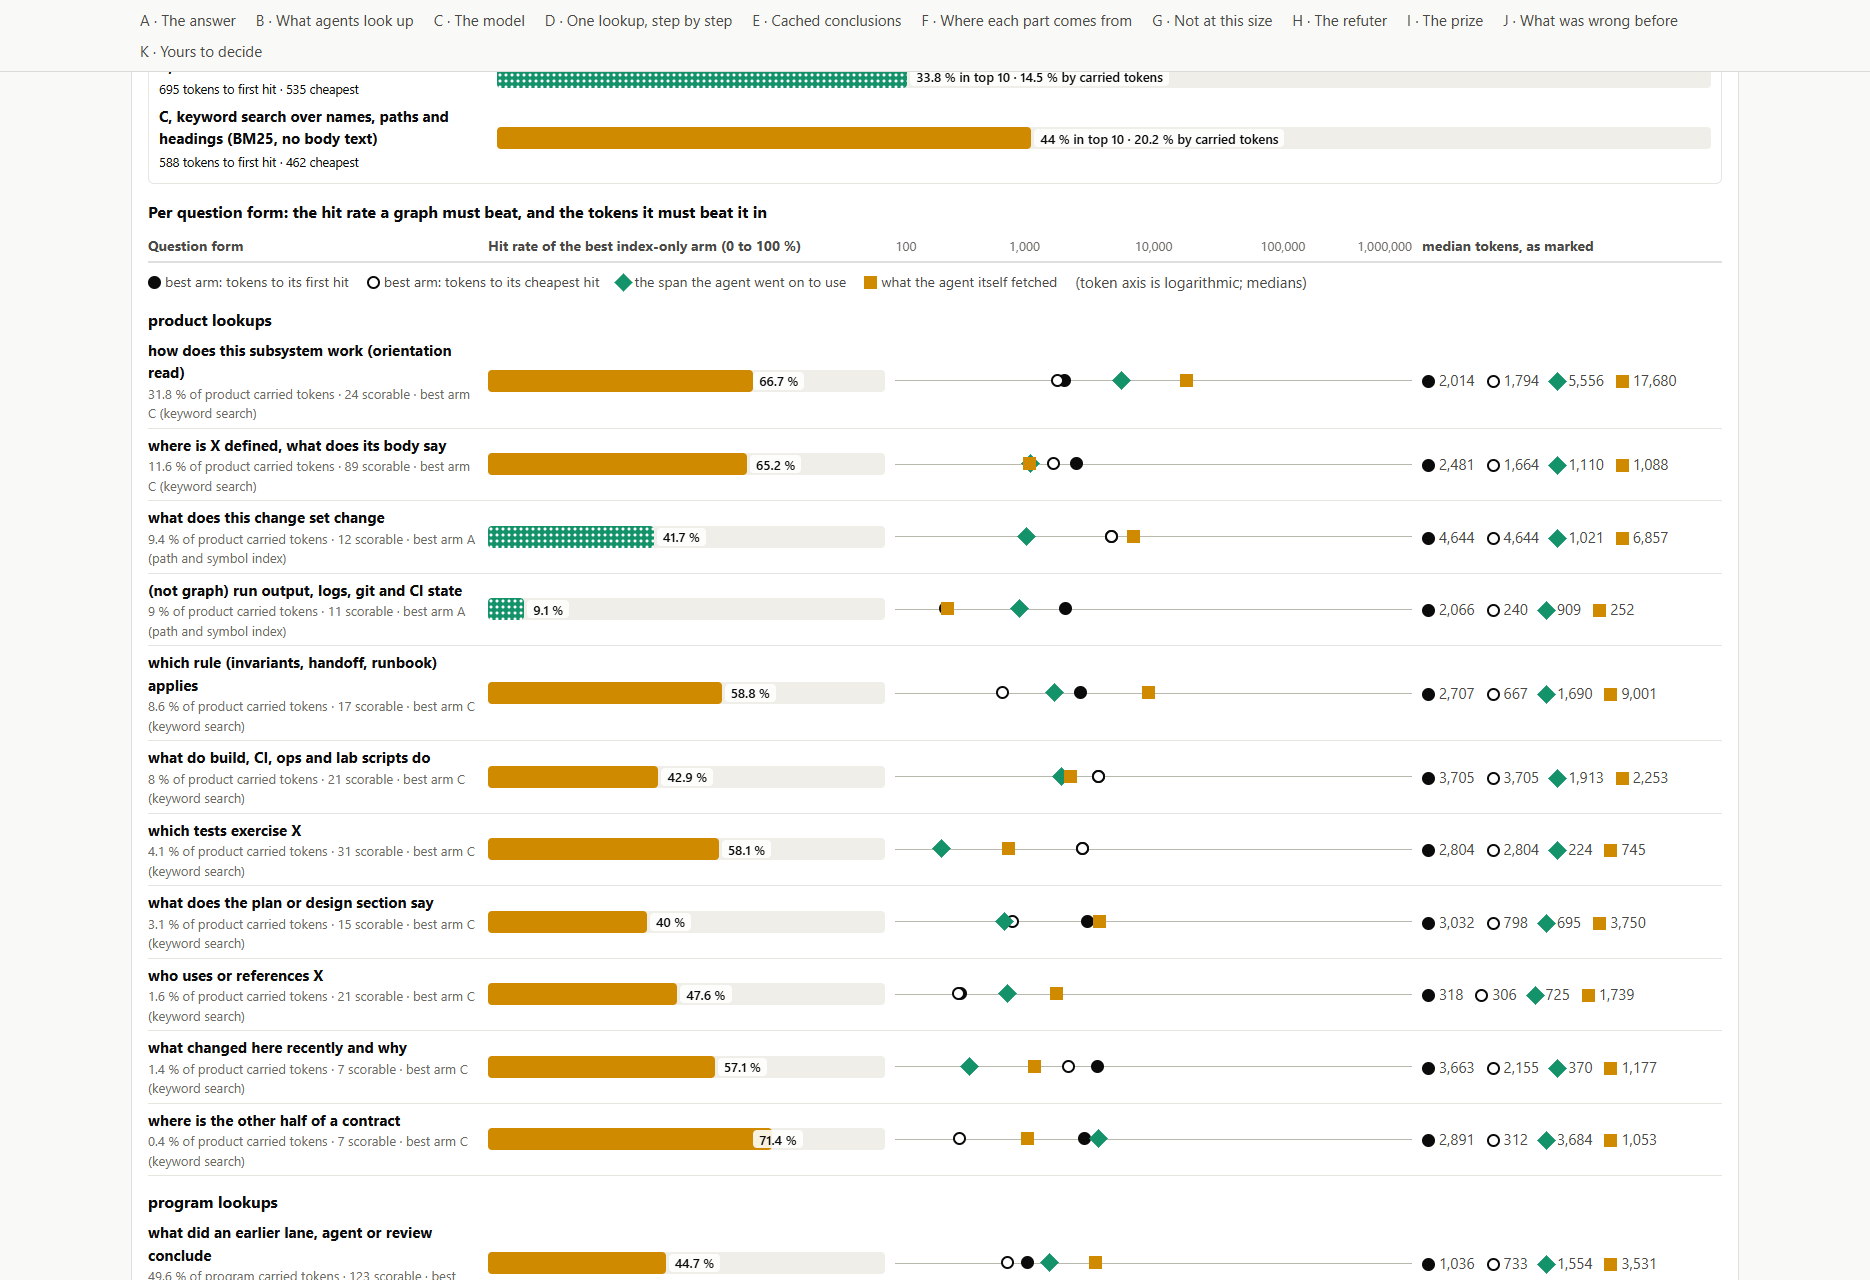 A · The answer B · What agents look up C · The model D · One lookup, step by step E · Cached conclusions F · Where each part comes from G · Not at this size H · The refuter I · The prize J · What was wrong before
K · Yours to decide
33.8 % in top 10 · 14.5 % by carried tokens
695 tokens to first hit · 535 cheapest
C, keyword search over names, paths and
headings (BM25, no body text)
44 % in top 10 · 20.2 % by carried tokens
588 tokens to first hit · 462 cheapest
Per question form: the hit rate a graph must beat, and the tokens it must beat it in
Question form Hit rate of the best index-only arm (0 to 100 %) 100 1,000 10,000 100,000 1,000,000 median tokens, as marked
best arm: tokens to its first hit best arm: tokens to its cheapest hit the span the agent went on to use what the agent itself fetched (token axis is logarithmic; medians)
product lookups
how does this subsystem work (orientation
read)
66.7 % 2,014 1,794 5,556 17,680
31.8 % of product carried tokens · 24 scorable · best arm
C (keyword search)
where is X defined, what does its body say
65.2 % 2,481 1,664 1,110 1,088
11.6 % of product carried tokens · 89 scorable · best arm
C (keyword search)
what does this change set change
41.7 % 4,644 4,644 1,021 6,857
9.4 % of product carried tokens · 12 scorable · best arm A
(path and symbol index)
(not graph) run output, logs, git and CI state
9.1 % 2,066 240 909 252
9 % of product carried tokens · 11 scorable · best arm A
(path and symbol index)
which rule (invariants, handoff, runbook)
applies
58.8 % 2,707 667 1,690 9,001
8.6 % of product carried tokens · 17 scorable · best arm C
(keyword search)
what do build, CI, ops and lab scripts do
42.9 % 3,705 3,705 1,913 2,253
8 % of product carried tokens · 21 scorable · best arm C
(keyword search)
which tests exercise X
58.1 % 2,804 2,804 224 745
4.1 % of product carried tokens · 31 scorable · best arm C
(keyword search)
what does the plan or design section say
40 % 3,032 798 695 3,750
3.1 % of product carried tokens · 15 scorable · best arm C
(keyword search)
who uses or references X
47.6 % 318 306 725 1,739
1.6 % of product carried tokens · 21 scorable · best arm C
(keyword search)
what changed here recently and why
57.1 % 3,663 2,155 370 1,177
1.4 % of product carried tokens · 7 scorable · best arm C
(keyword search)
where is the other half of a contract
71.4 % 2,891 312 3,684 1,053
0.4 % of product carried tokens · 7 scorable · best arm C
(keyword search)
program lookups
what did an earlier lane, agent or review
conclude
44.7 % 1,036 733 1,554 3,531
49.6 % of program carried tokens · 123 scorable · best